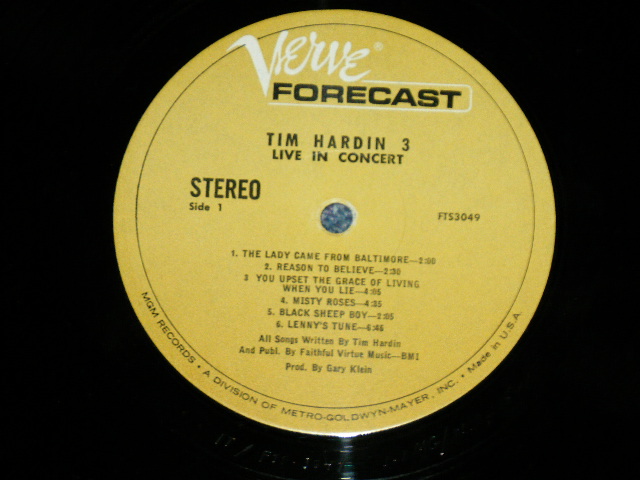 Verve®
FORECAST
TIM HARDIN 3
LIVE IN CONCERT
STEREO
Side 1
FTS3049
1. THE LADY CAME FROM BALTIMORE—2:00
2. REASON TO BELIEVE—2:30
3 YOU UPSET THE GRACE OF LIVING
WHEN YOU LIE—4:05
4. MISTY ROSES—4:35
5. BLACK SHEEP BOY—2:05
6. LENNY'S TUNE—6:46
All Songs Written By Tim Hardin
And Publ. By Faithful Virtue Music—BMI
Prod. By Gary Klein
MGM RECORDS • A DIVISION OF METRO-GOLDWYN-MAYER, INC. • Made in U.S.A.